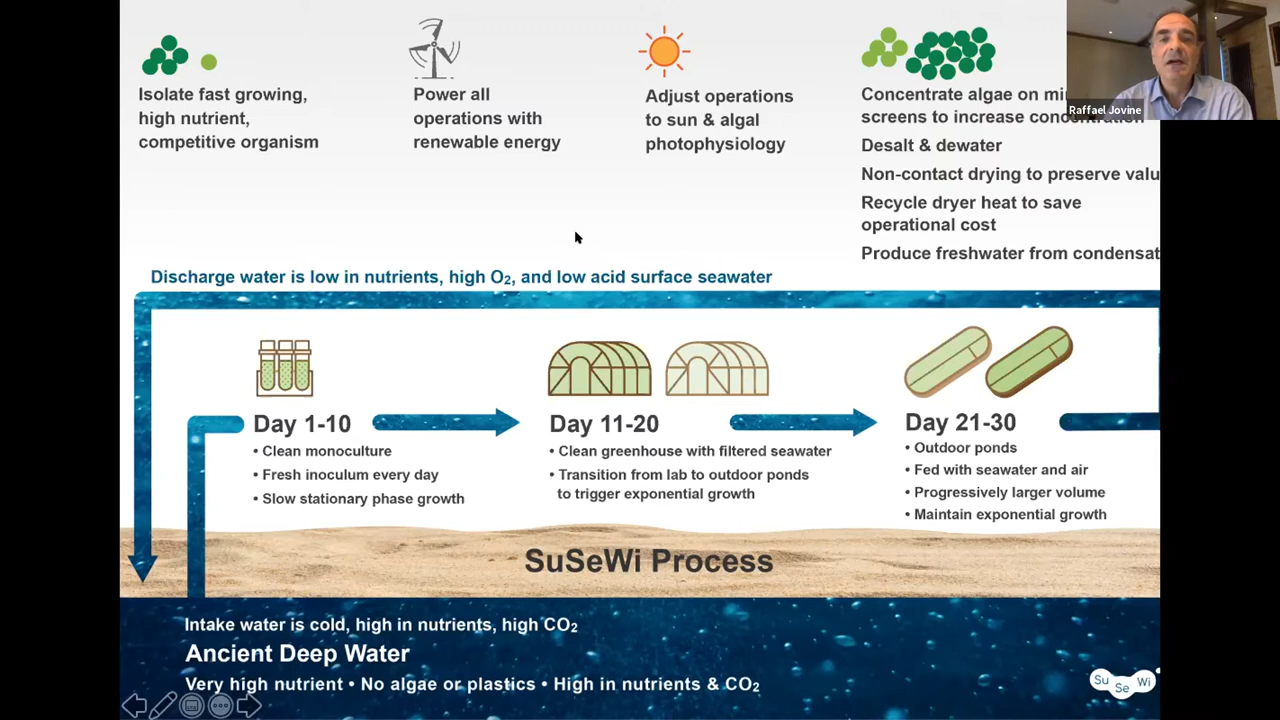 Isolate fast growing,
high nutrient,
competitive organism
Power all
operations with
renewable energy
Adjust operations
to sun & algal
photophysiology
Concentrate algae on
screens to increase concentration
Desalt & dewater
Non-contact drying to preserve
Recycle dryer heat to save
operational cost
Produce freshwater from
Raffael Jovine
Discharge water is low in nutrients, high O₂, and low acid surface seawater
Day 1-10
• Clean monoculture
• Fresh inoculum every day
• Slow stationary phase growth
Day 11-20
• Clean greenhouse with filtered seawater
• Transition from lab to outdoor ponds
to trigger exponential growth
Day 21-30
• Outdoor ponds
• Fed with seawater and air
• Progressively larger volume
• Maintain exponential growth
SuSeWi Process
Intake water is cold, high in nutrients, high CO₂
Ancient Deep Water
Very high nutrient • No algae or plastics • High in nutrients & CO₂
Su Se Wi